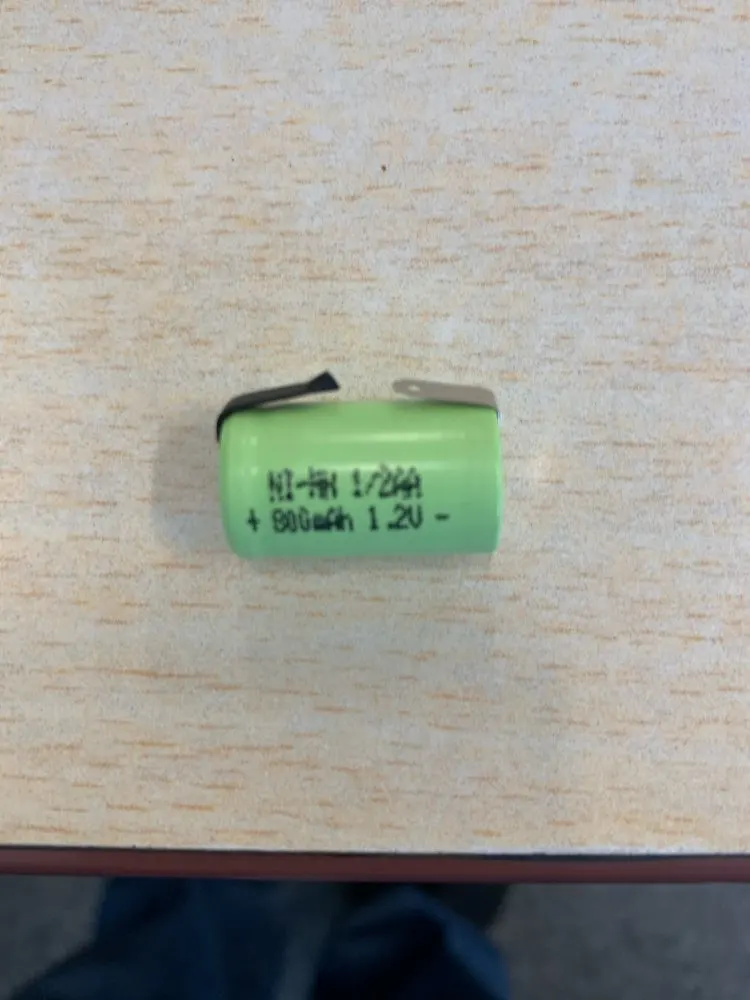 NI-MH 1/2AA
+ 800mAh 1.2V -